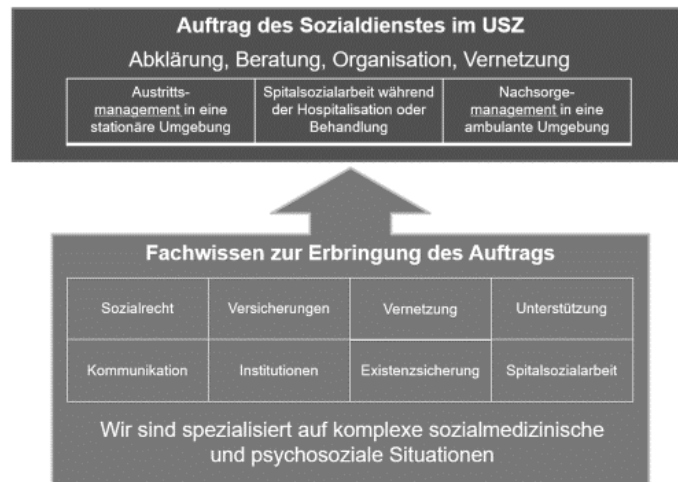 Auftrag des Sozialdienstes im USZ
Abklärung, Beratung, Organisation, Vernetzung
Austritts-
management in eine
stationäre Umgebung
Spitalsozialarbeit während
der Hospitalisation oder
Behandlung
Nachsorge-
management in eine
ambulante Umgebung
Fachwissen zur Erbringung des Auftrags
Sozialrecht
Versicherungen
Vernetzung
Unterstützung
Kommunikation
Institutionen
Existenzsicherung
Spitalsozialarbeit
Wir sind spezialisiert auf komplexe sozialmedizinische
und psychosoziale Situationen